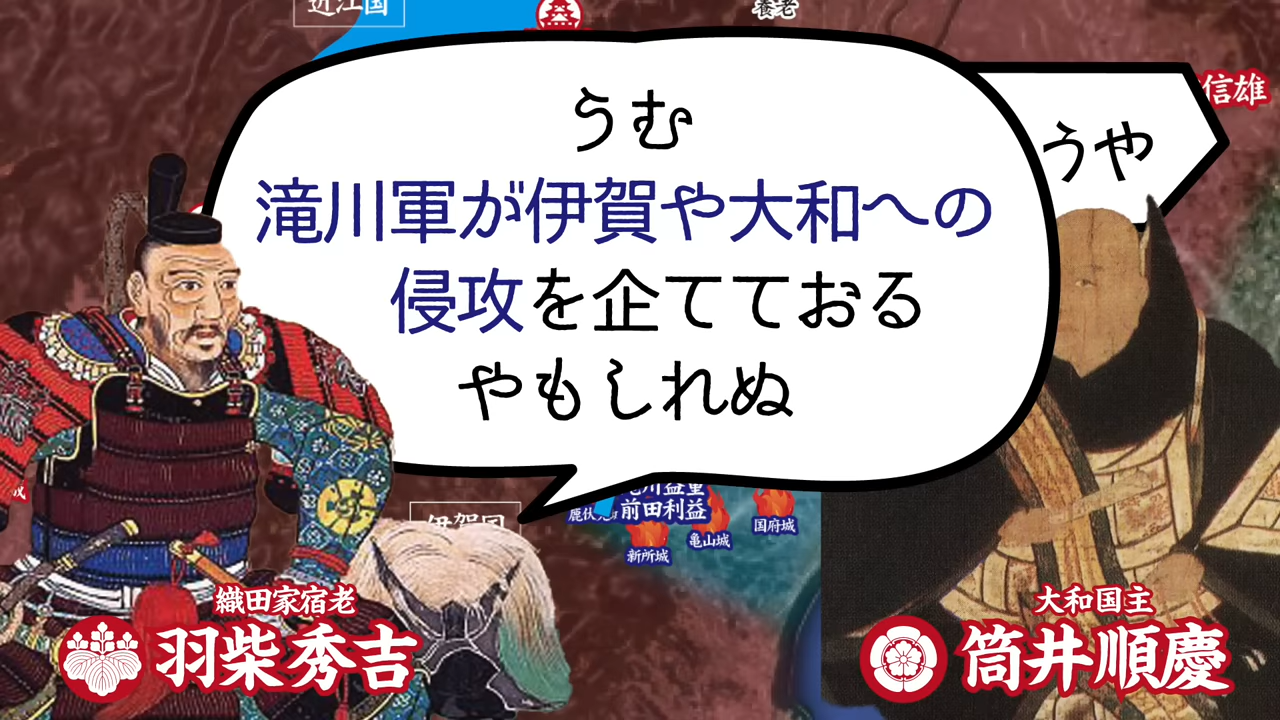 近江国
養老
信雄
うや
うむ
滝川軍が伊賀や大和への
侵攻を企てておる
やもしれぬ
伊賀国
前田利益
新所城
亀山城
国府城
織田家宿老
羽柴秀吉
大和国主
筒井順慶